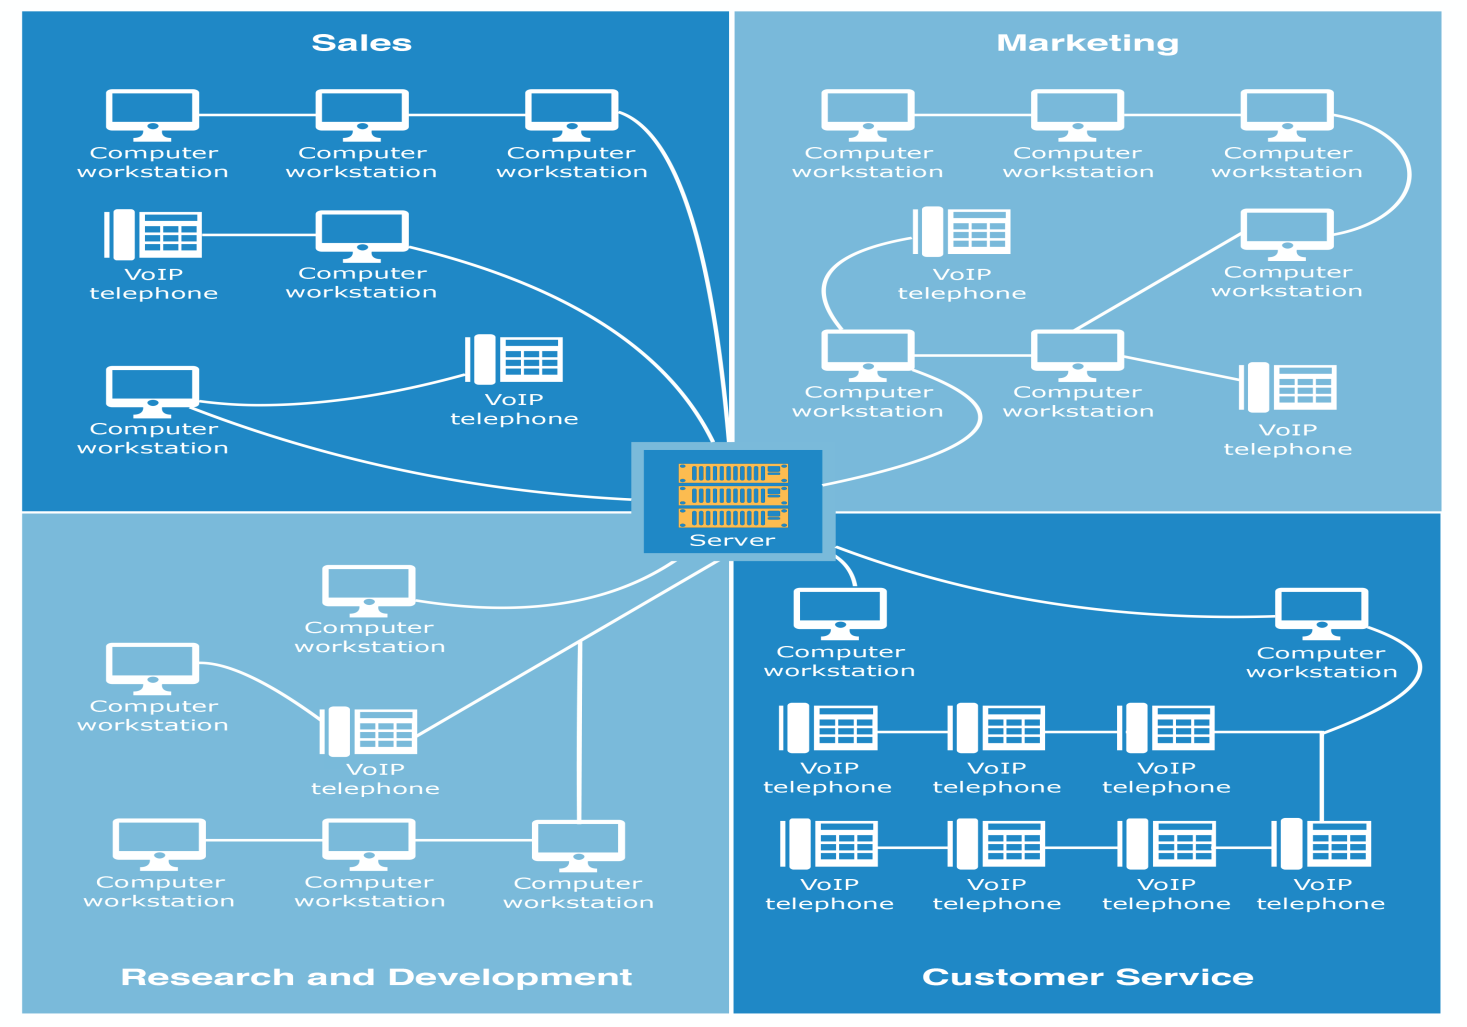 Sales
Computer
workstation
Computer
workstation
Computer
workstation
VoIP
telephone
Computer
workstation
VoIP
telephone
Computer
workstation
Marketing
Computer
workstation
Computer
workstation
Computer
workstation
VoIP
telephone
Computer
workstation
Computer
workstation
Computer
workstation
VoIP
telephone
Server
Computer
workstation
Computer
workstation
VoIP
telephone
Computer
workstation
Computer
workstation
Computer
workstation
Research and Development
Computer
workstation
Computer
workstation
VoIP
telephone
VoIP
telephone
VoIP
telephone
VoIP
telephone
VoIP
telephone
VoIP
telephone
VoIP
telephone
Customer Service